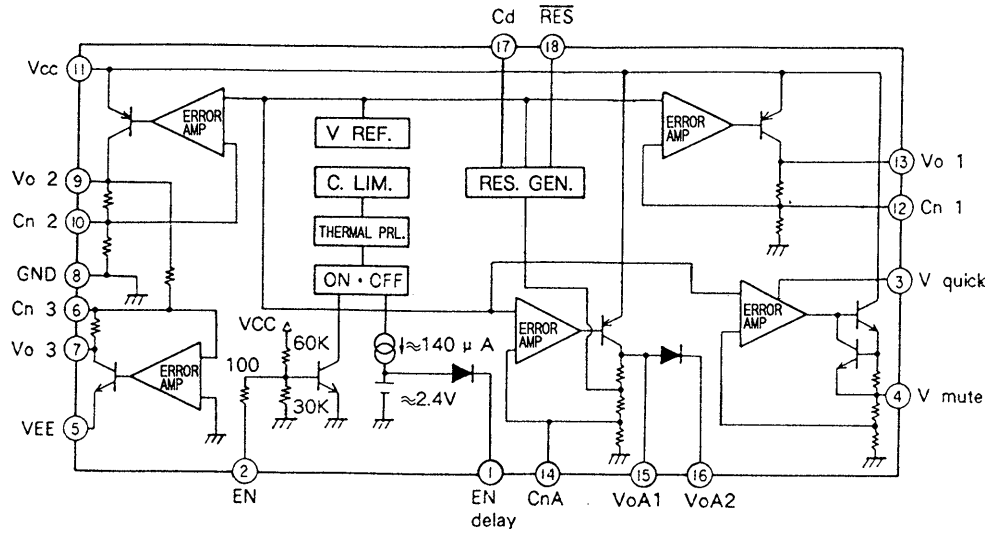 Cd
RES
17
18
Vcc
11
ERROR
AMP
V REF.
ERROR
AMP
13
Vo 1
Vo 2
9
C. LIM.
RES. GEN.
Cn 2
10
12
Cn 1
THERMAL PRL.
GND
8
ON · CFF
3
V quick
Cn 3
6
VCC
60K
≈140 μ A
ERROR
AMP
ERROR
AMP
Vo 3
7
100
ERROR
AMP
30K
≈2.4V
4
V mute
VEE
5
2
1
14
15
16
EN
EN
delay
CnA
VoA1
VoA2